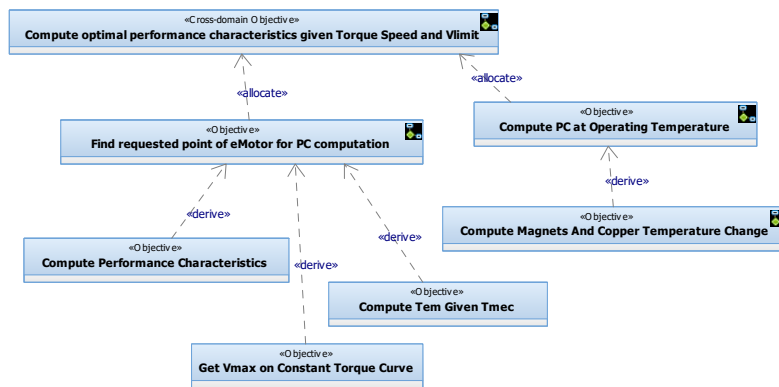 «Cross-domain Objective»
Compute optimal performance characteristics given Torque Speed and Vlimit
«allocate»
«allocate»
«Objective»
Compute PC at Operating Temperature
«Objective»
Find requested point of eMotor for PC computation
«derive»
«derive»
«Objective»
Compute Magnets And Copper Temperature Change
«derive»
«Objective»
Compute Performance Characteristics
«derive»
«Objective»
Compute Tem Given Tmec
«Objective»
Get Vmax on Constant Torque Curve